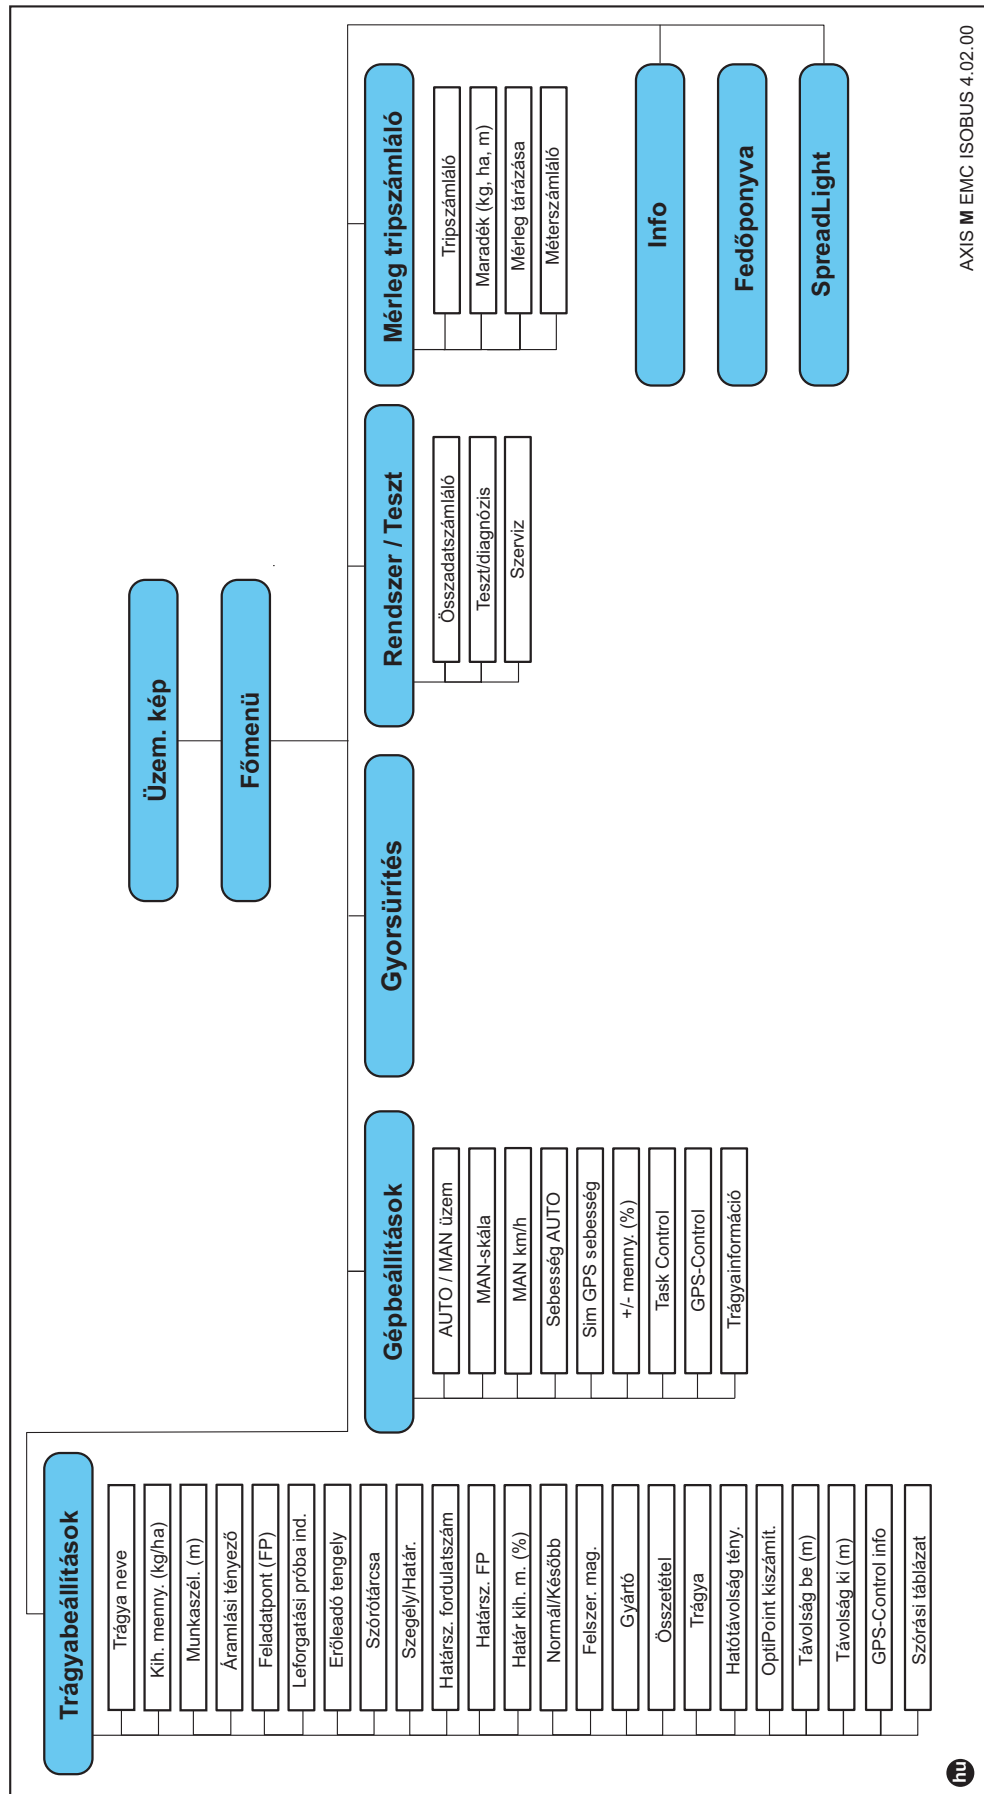 Üzem. kép
Főmenü
Trágyabeállítások
Trágya neve
Kih. menny. (kg/ha)
Munkaszél. (m)
Áramlási tényező
Feladatpont (FP)
Leforgatási próba ind.
Erőleadó tengely
Szórótárcsa
Szegély/Határ.
Határsz. fordulatszám
Határsz. FP
Határ kih. m. (%)
Normál/Később
Felszer. mag.
Gyártó
Összetétel
Trágya
Hatótávolság tény.
OptiPoint kiszámít.
Távolság be (m)
Távolság ki (m)
GPS-Control info
Szórási táblázat
Gépbeállítások
AUTO / MAN üzem
MAN-skála
MAN km/h
Sebesség AUTO
Sim GPS sebesség
+/- menny. (%)
Task Control
GPS-Control
Trágyainformáció
Gyorsürítés
Rendszer / Teszt
Összadatszámláló
Teszt/diagnózis
Szerviz
Mérleg tripszámláló
Tripszámláló
Maradék (kg, ha, m)
Mérleg tárázása
Méterszámláló
Info
Fedőponyva
SpreadLight
hu
AXIS M EMC ISOBUS 4.02.00